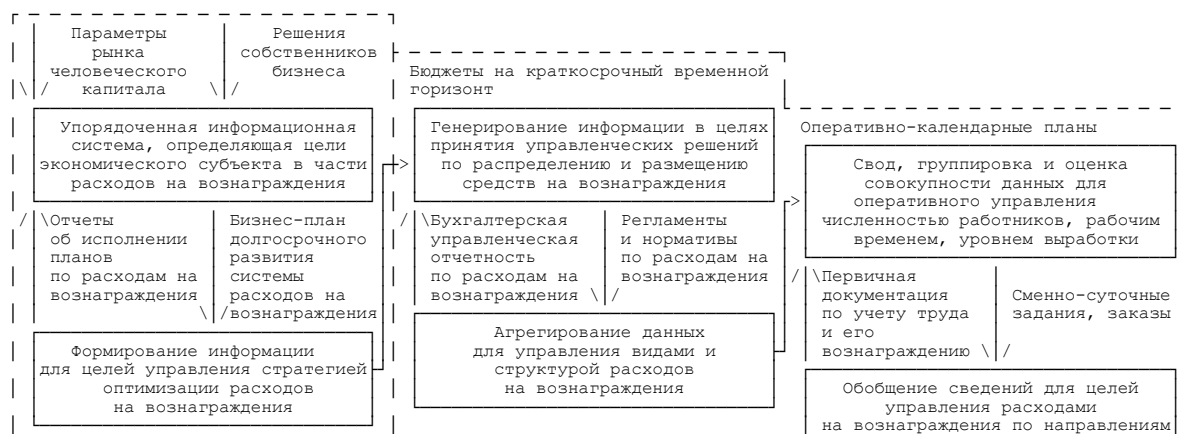 Параметры
рынка
человеческого
капитала
Решения
собственников
бизнеса
Упорядоченная информационная
система, определяющая цели
экономического субъекта в части
расходов на вознаграждения
Отчеты
об исполнении
планов
по расходам на
вознаграждения
Бизнес-план
долгосрочного
развития
системы
расходов на
вознаграждения
Формирование информации
для целей управления стратегией
оптимизации расходов
на вознаграждения
Бюджеты на краткосрочный временной
горизонт
Генерирование информации в целях
принятия управленческих решений
по распределению и размещению
средств на вознаграждения
Бухгалтерская
управленческая
отчетность
по расходам на
вознаграждения
Регламенты
и нормативы
по расходам на
вознаграждения
Агрегирование данных
для управления видами и
структурой расходов
на вознаграждения
Оперативно-календарные планы
Свод, группировка и оценка
совокупности данных для
оперативного управления
численностью работников, рабочим
временем, уровнем выработки
Первичная
документация
по учету труда
и его
вознаграждению
Сменно-суточные
задания, заказы
Обобщение сведений для целей
управления расходами
на вознаграждения по направлениям